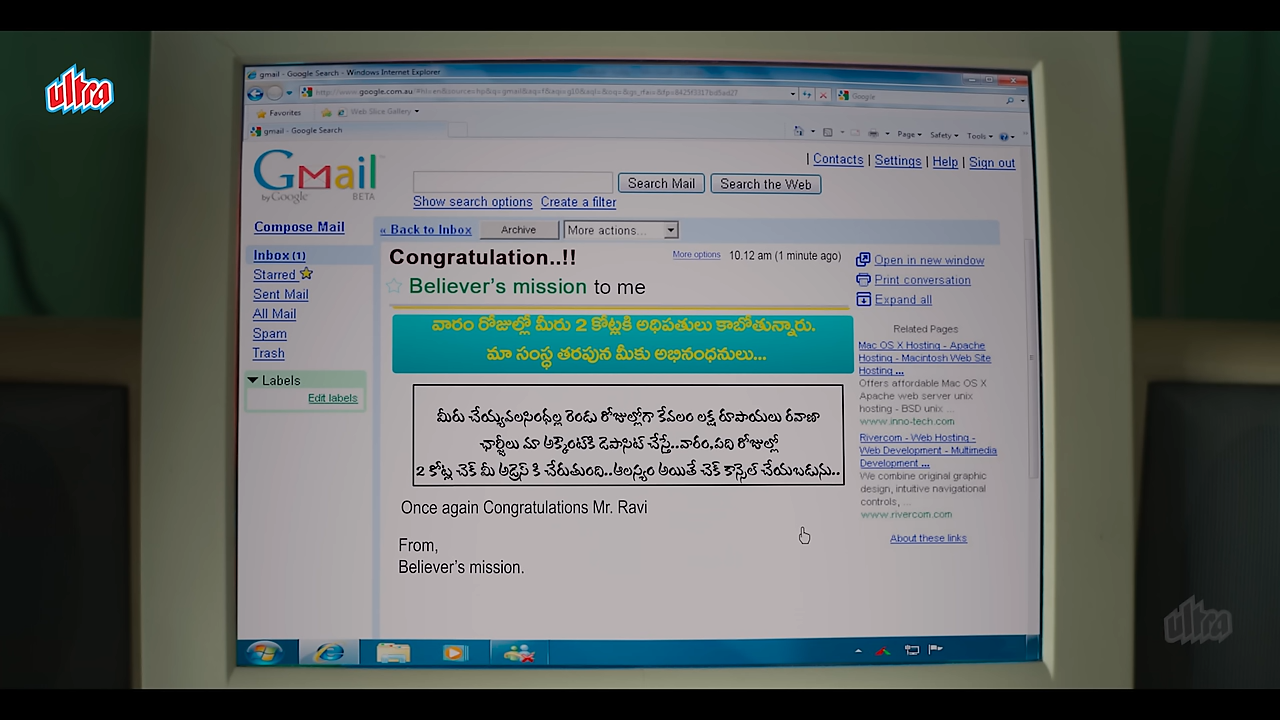 ultra
gmail - Google Search - Windows Internet Explorer
Google
Favorites
Web Slice Gallery
gmail - Google Search
Page
Safety
Tools
Gmail
by Google
BETA
Search Mail
Search the Web
Show search options
Create a filter
| Contacts | Settings | Help | Sign out
Compose Mail
Inbox (1)
Starred
Sent Mail
All Mail
Spam
Trash
Labels
Edit labels
« Back to Inbox
Archive
More actions...
Congratulation..!!
More options
10.12 am (1 minute ago)
Believer's mission to me
వారం రోజుల్లో మీరు 2 కోట్లకి అధిపతులు కాబోతున్నారు.
మా సంస్థ తరపున మీకు అభినంధనులు...
మీరు చేయ్యవలసింధల్ల రెండు రోజుల్లోగా కేవలం లక్ష రూపాయలు రవాణా
ఛార్జీలు మా అక్కెంట్‌కి డెపాసిట్ చేస్తే..వారం,పది రోజుల్లో
2 కోట్ల చెక్ మీ అడ్రెస్ కి చేరుతుంది..ఆలస్యం అయితే చెక్ కాన్సెల్ చేయబడును..
Once again Congratulations Mr. Ravi
From,
Believer's mission.
Open in new window
Print conversation
Expand all
Related Pages
Mac OS X Hosting - Apache
Hosting - Macintosh Web Site
Hosting ...
Offers affordable Mac OS X
Apache web server unix
hosting - BSD unix ...
www.inno-tech.com
Rivercom - Web Hosting -
Web Development - Multimedia
Development ...
We combine original graphic
design, intuitive navigational
controls, ...
www.rivercom.com
About these links
ultra